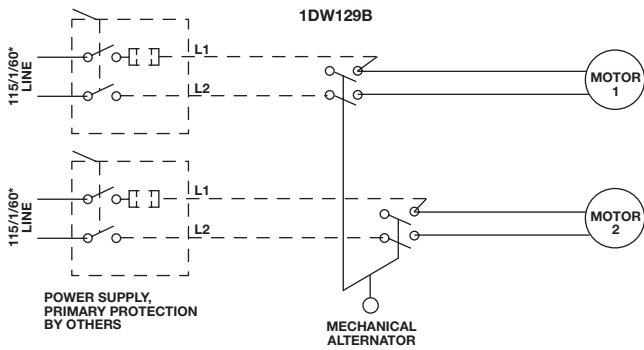 1DW129B
115/1/60*
LINE
L1
L2
MOTOR
1
115/1/60*
LINE
L1
L2
MOTOR
2
POWER SUPPLY,
PRIMARY PROTECTION
BY OTHERS
MECHANICAL
ALTERNATOR